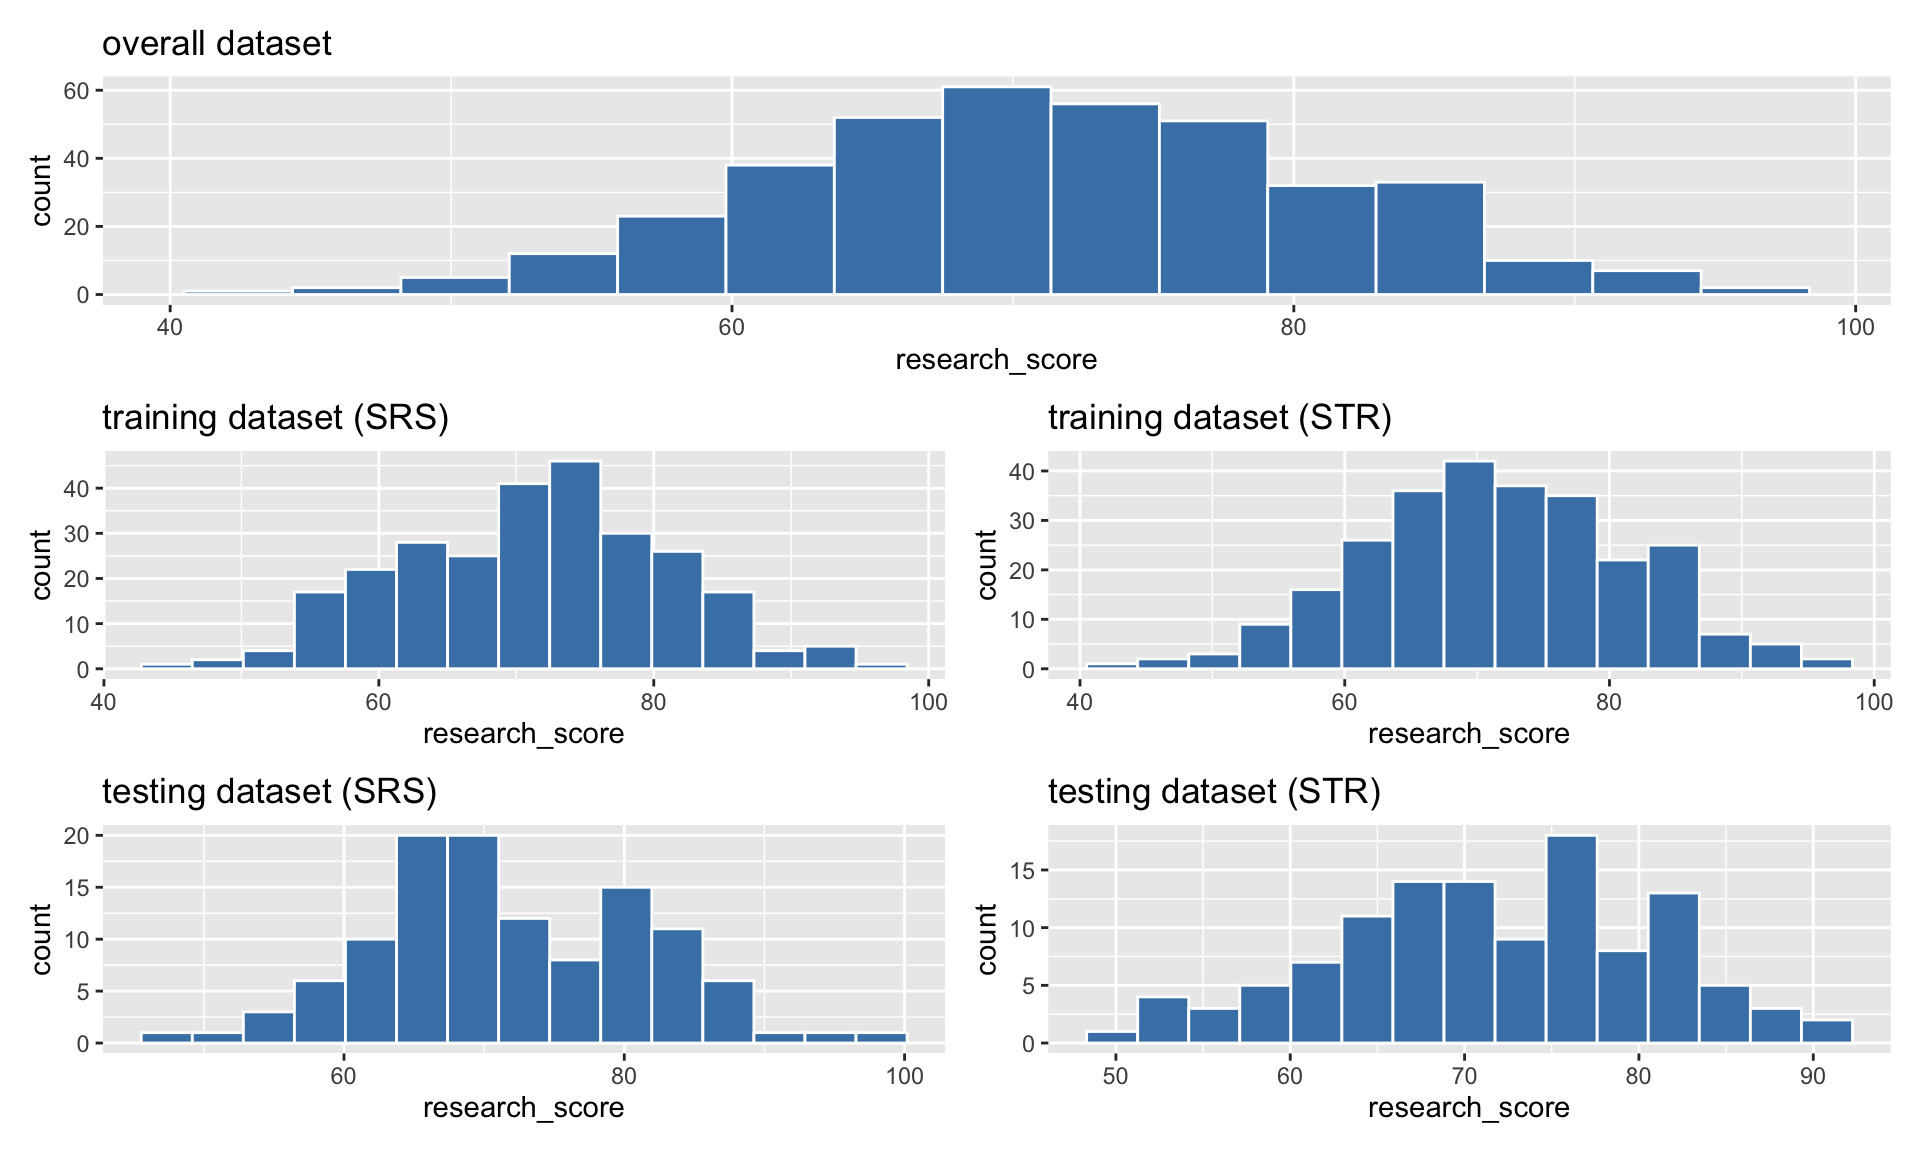 overall dataset
count
60
40
20
0
40 60 80 100
research_score
training dataset (SRS)
count
40
30
20
10
0
40 60 80 100
research_score
training dataset (STR)
count
40
30
20
10
0
40 60 80 100
research_score
testing dataset (SRS)
count
20
15
10
5
0
60 80 100
research_score
testing dataset (STR)
count
15
10
5
0
50 60 70 80 90
research_score